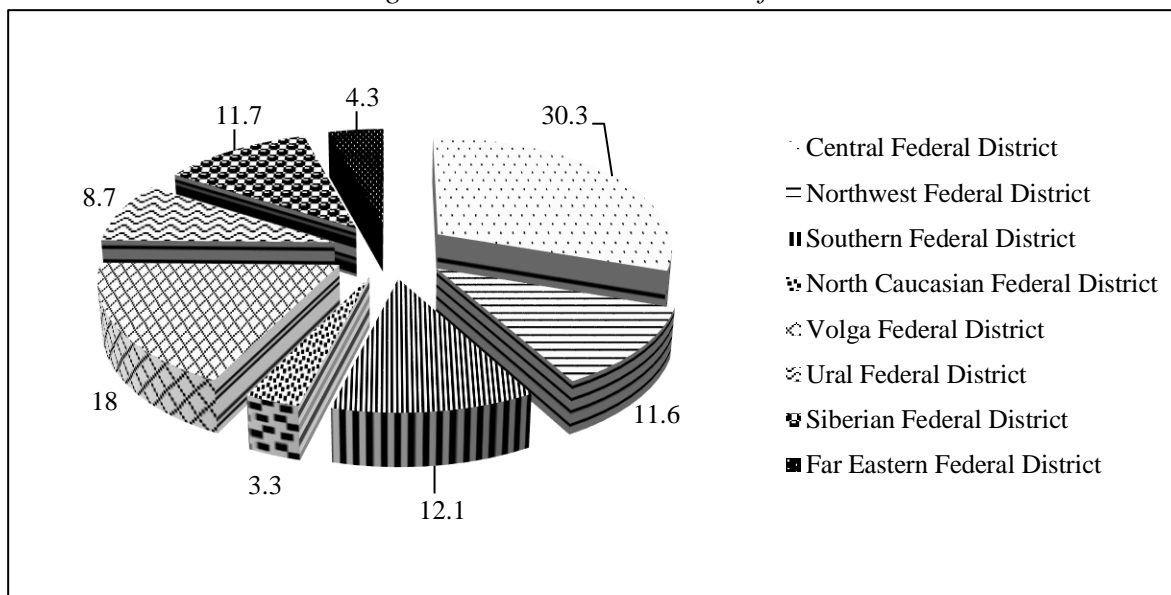 4.3
11.7
30.3
8.7
18
11.6
3.3
12.1
Central Federal District
Northwest Federal District
Southern Federal District
North Caucasian Federal District
Volga Federal District
Ural Federal District
Siberian Federal District
Far Eastern Federal District